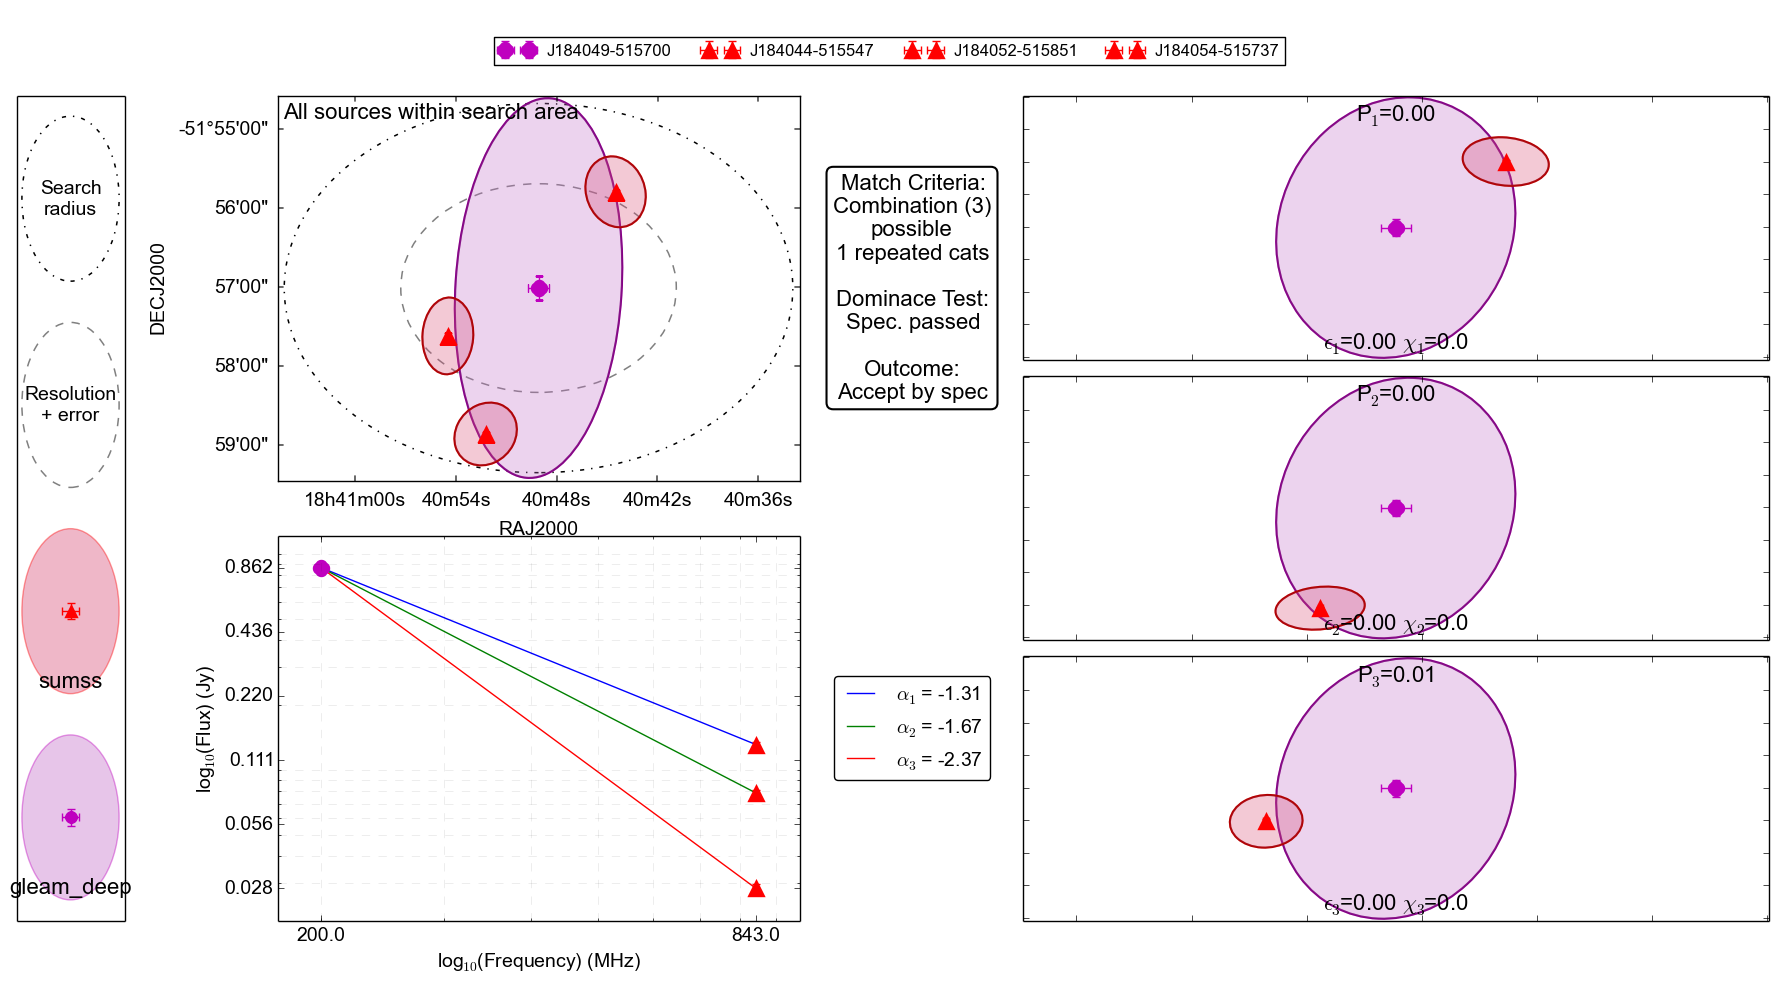 J184049-515700 J184044-515547 J184052-515851 J184054-515737
Search
radius
Resolution
+ error
sumss
gleam_deep
All sources within search area
DECJ2000
-51°55'00"
56'00"
57'00"
58'00"
59'00"
18h41m00s 40m54s 40m48s 40m42s 40m36s
RAJ2000
Match Criteria:
Combination (3)
possible
1 repeated cats
Dominace Test:
Spec. passed
Outcome:
Accept by spec
P₁=0.00
ϵ₁=0.00 χ₁=0.0
P₂=0.00
ϵ₂=0.00 χ₂=0.0
P₃=0.01
ϵ₃=0.00 χ₃=0.0
log₁₀(Flux) (Jy)
0.862
0.436
0.220
0.111
0.056
0.028
200.0 843.0
log₁₀(Frequency) (MHz)
α₁ = -1.31
α₂ = -1.67
α₃ = -2.37